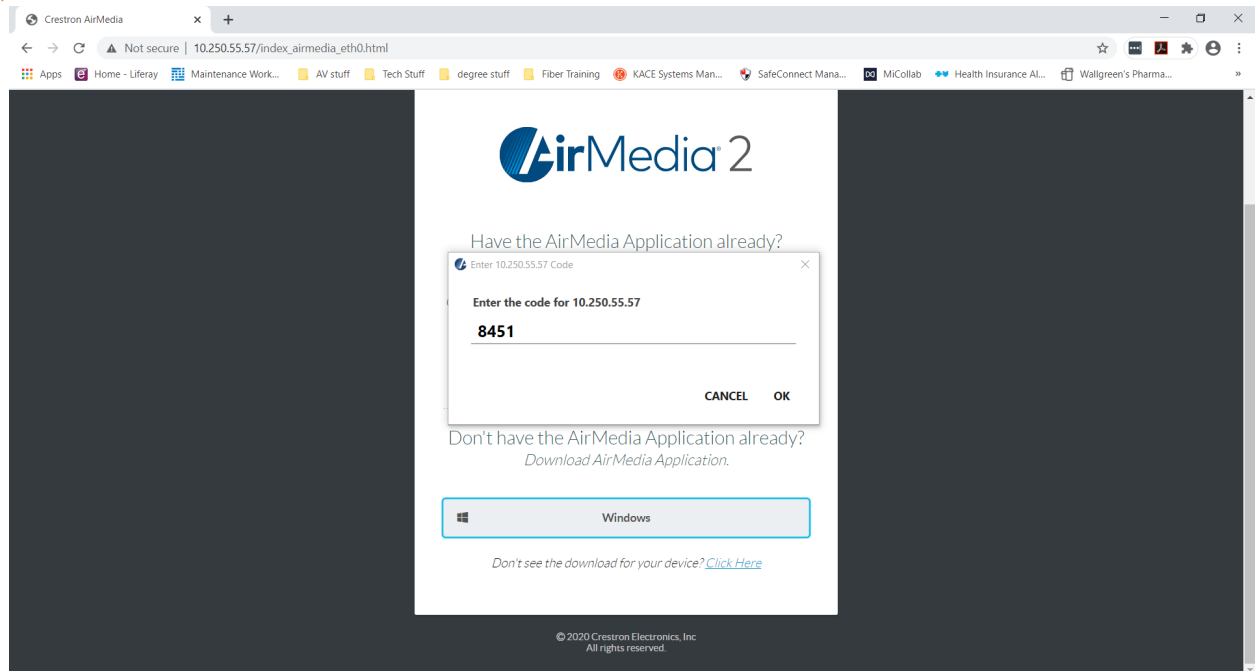 Crestron AirMedia
Not secure | 10.250.55.57/index_airmedia_eth0.html
Apps Home - Liferay Maintenance Work... AV stuff Tech Stuff degree stuff Fiber Training KACE Systems Man... SafeConnect Mana... MiCollab Health Insurance Al... Wallgreen's Pharma... »
AirMedia® 2
Have the AirMedia Application already?
Enter 10.250.55.57 Code
Enter the code for 10.250.55.57
8451
CANCEL OK
Don't have the AirMedia Application already?
Download AirMedia Application.
Windows
Don't see the download for your device? Click Here
© 2020 Crestron Electronics, Inc
All rights reserved.